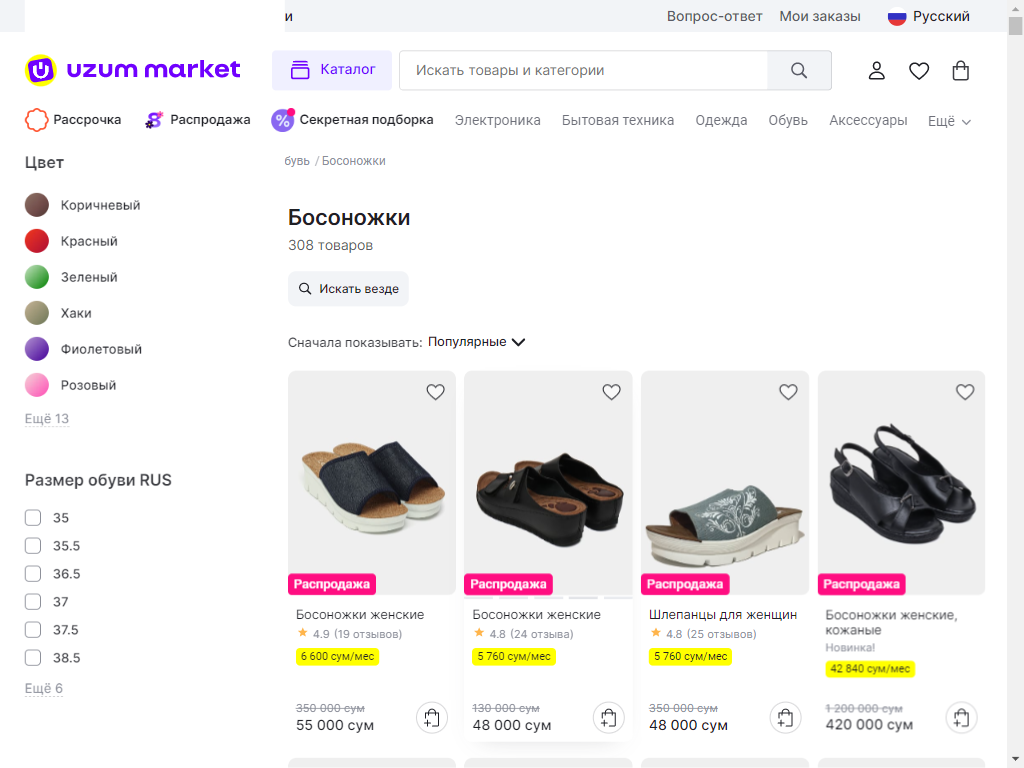 и
Вопрос-ответ
Мои заказы
Русский
uzum market
Каталог
Искать товары и категории
Рассрочка
Распродажа
Секретная подборка
Электроника
Бытовая техника
Одежда
Обувь
Аксессуары
Ещё
Цвет
Коричневый
Красный
Зеленый
Хаки
Фиолетовый
Розовый
Ещё 13
Размер обуви RUS
35
35.5
36.5
37
37.5
38.5
Ещё 6
бувь / Босоножки
Босоножки
308 товаров
Искать везде
Сначала показывать: Популярные
Распродажа
Босоножки женские
4.9 (19 отзывов)
6 600 сум/мес
350 000 сум
55 000 сум
Распродажа
Босоножки женские
4.8 (24 отзыва)
5 760 сум/мес
130 000 сум
48 000 сум
Распродажа
Шлепанцы для женщин
4.8 (25 отзывов)
5 760 сум/мес
350 000 сум
48 000 сум
Распродажа
Босоножки женские,
кожаные
Новинка!
42 840 сум/мес
1 200 000 сум
420 000 сум